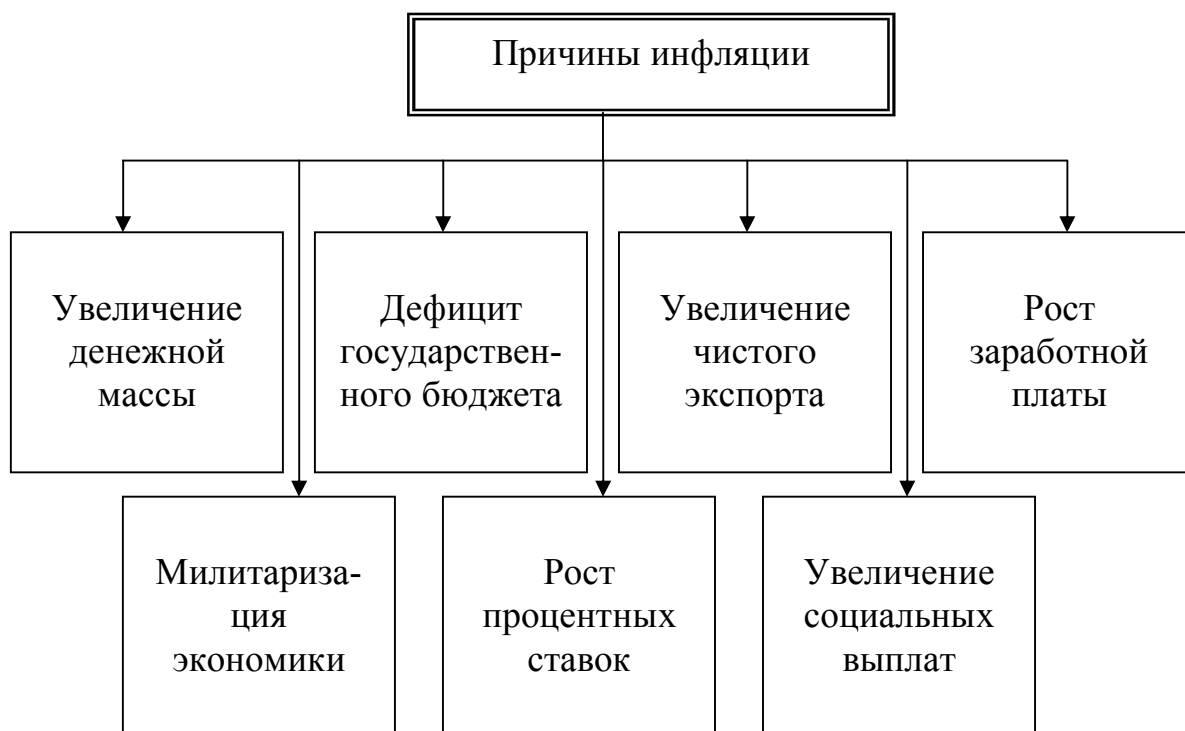 Причины инфляции
Увеличение
денежной
массы
Дефицит
государствен-
ного бюджета
Увеличение
чистого
экспорта
Рост
заработной
платы
Милитариза-
ция
экономики
Рост
процентных
ставок
Увеличение
социальных
выплат